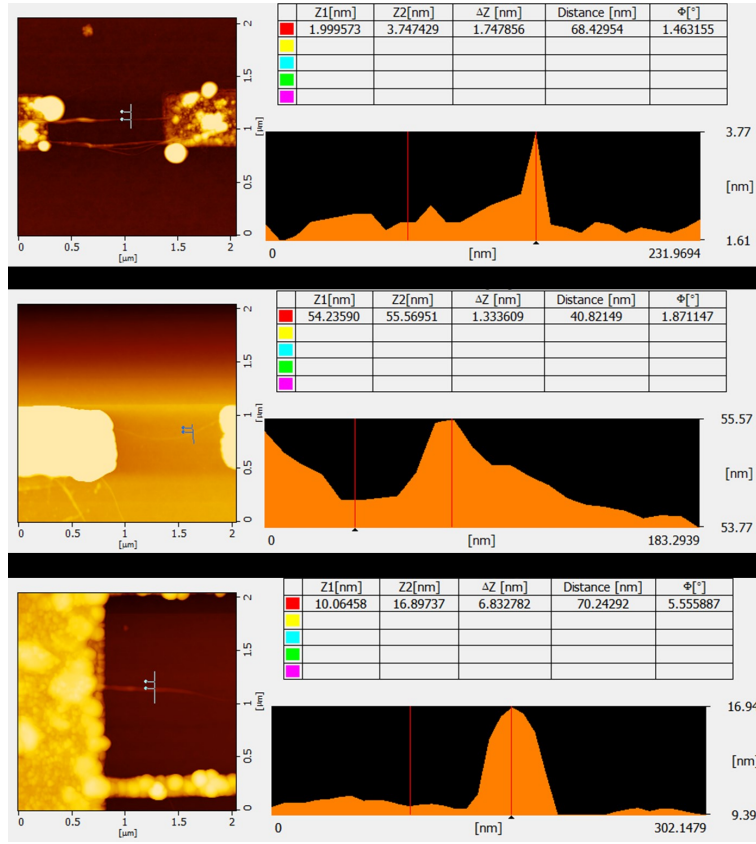 Z1[nm] Z2[nm] ΔZ [nm] Distance [nm] Φ[°]
1.999573 3.747429 1.747856 68.42954 1.463155
2
1.5
1
[µm]
0.5
0
0 0.5 1 1.5 2
[µm]
3.77
[nm]
1.61
0 [nm] 231.9694
Z1[nm] Z2[nm] ΔZ [nm] Distance [nm] Φ[°]
54.23590 55.56951 1.333609 40.82149 1.871147
2
1.5
1
[µm]
0.5
0
0 0.5 1 1.5 2
[µm]
55.57
[nm]
53.77
0 [nm] 183.2939
Z1[nm] Z2[nm] ΔZ [nm] Distance [nm] Φ[°]
10.06458 16.89737 6.832782 70.24292 5.555887
2
1.5
1
[µm]
0.5
0
0 0.5 1 1.5 2
[µm]
16.94
[nm]
9.39
0 [nm] 302.1479